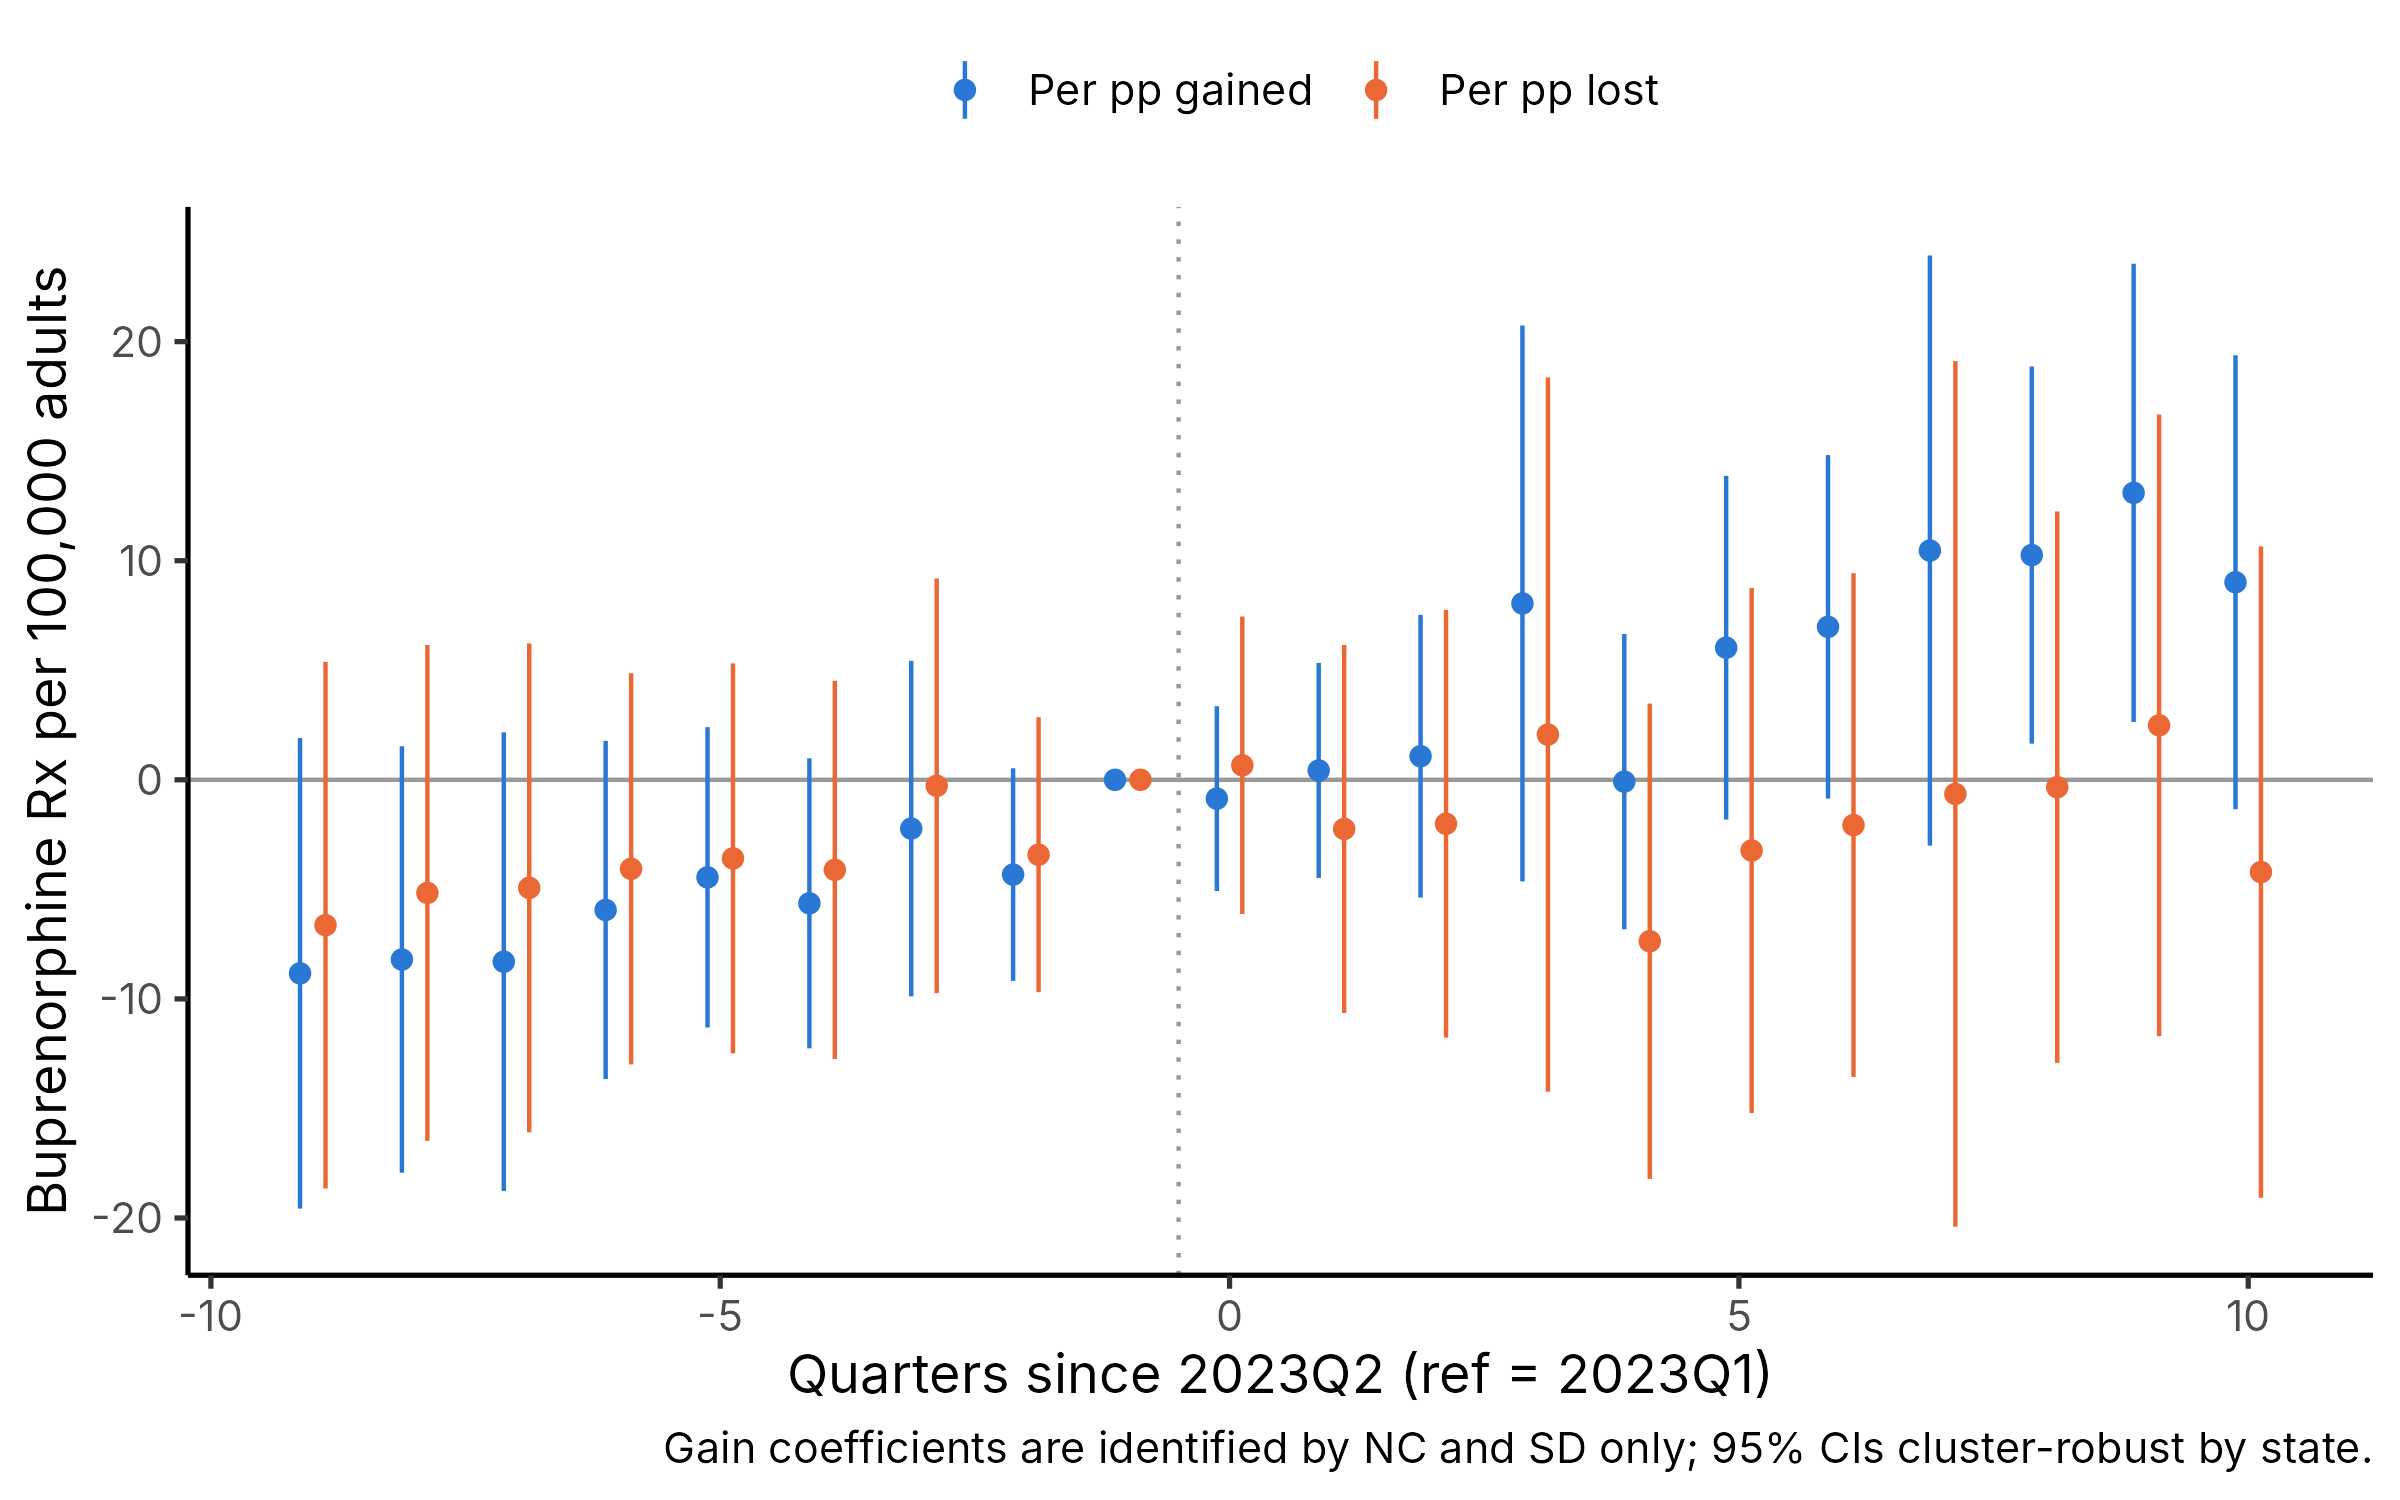 Per pp gained Per pp lost
Buprenorphine Rx per 100,000 adults
20
10
0
-10
-20
-10 -5 0 5 10
Quarters since 2023Q2 (ref = 2023Q1)
Gain coefficients are identified by NC and SD only; 95% CIs cluster-robust by state.